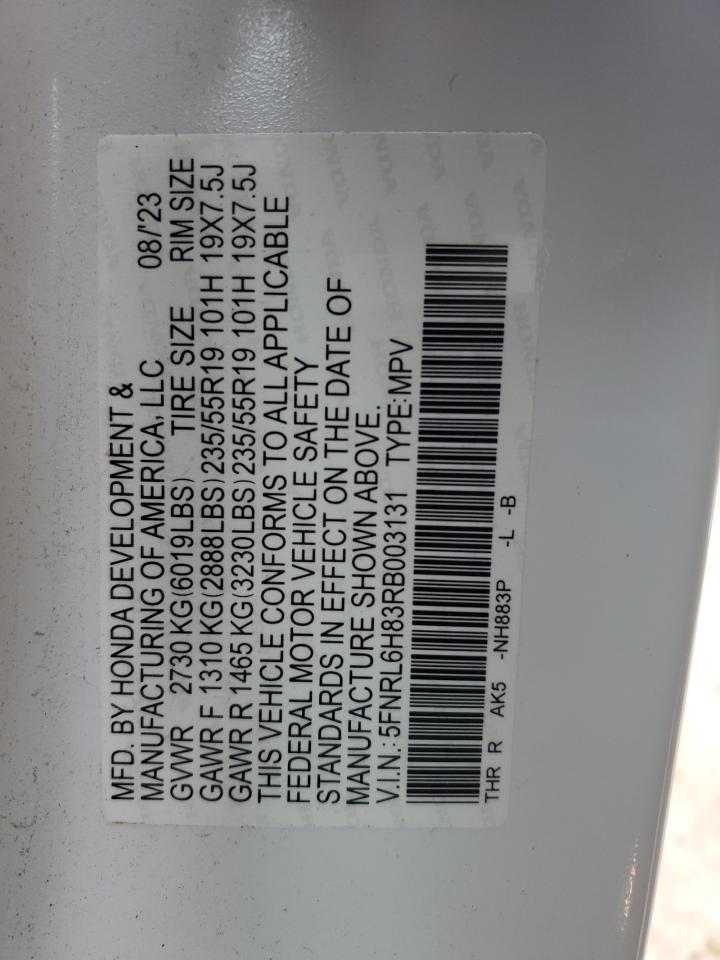 MFD. BY HONDA DEVELOPMENT &
MANUFACTURING OF AMERICA, LLC 08/'23
GVWR 2730 KG(6019LBS) TIRE SIZE RIM SIZE
GAWR F 1310 KG(2888LBS)235/55R19 101H 19X7.5J
GAWR R 1465 KG(3230LBS)235/55R19 101H 19X7.5J
THIS VEHICLE CONFORMS TO ALL APPLICABLE
FEDERAL MOTOR VEHICLE SAFETY
STANDARDS IN EFFECT ON THE DATE OF
MANUFACTURE SHOWN ABOVE.
V.I.N.:5FNRL6H83RB003131 TYPE:MPV
THR R AK5 -NH883P -L -B